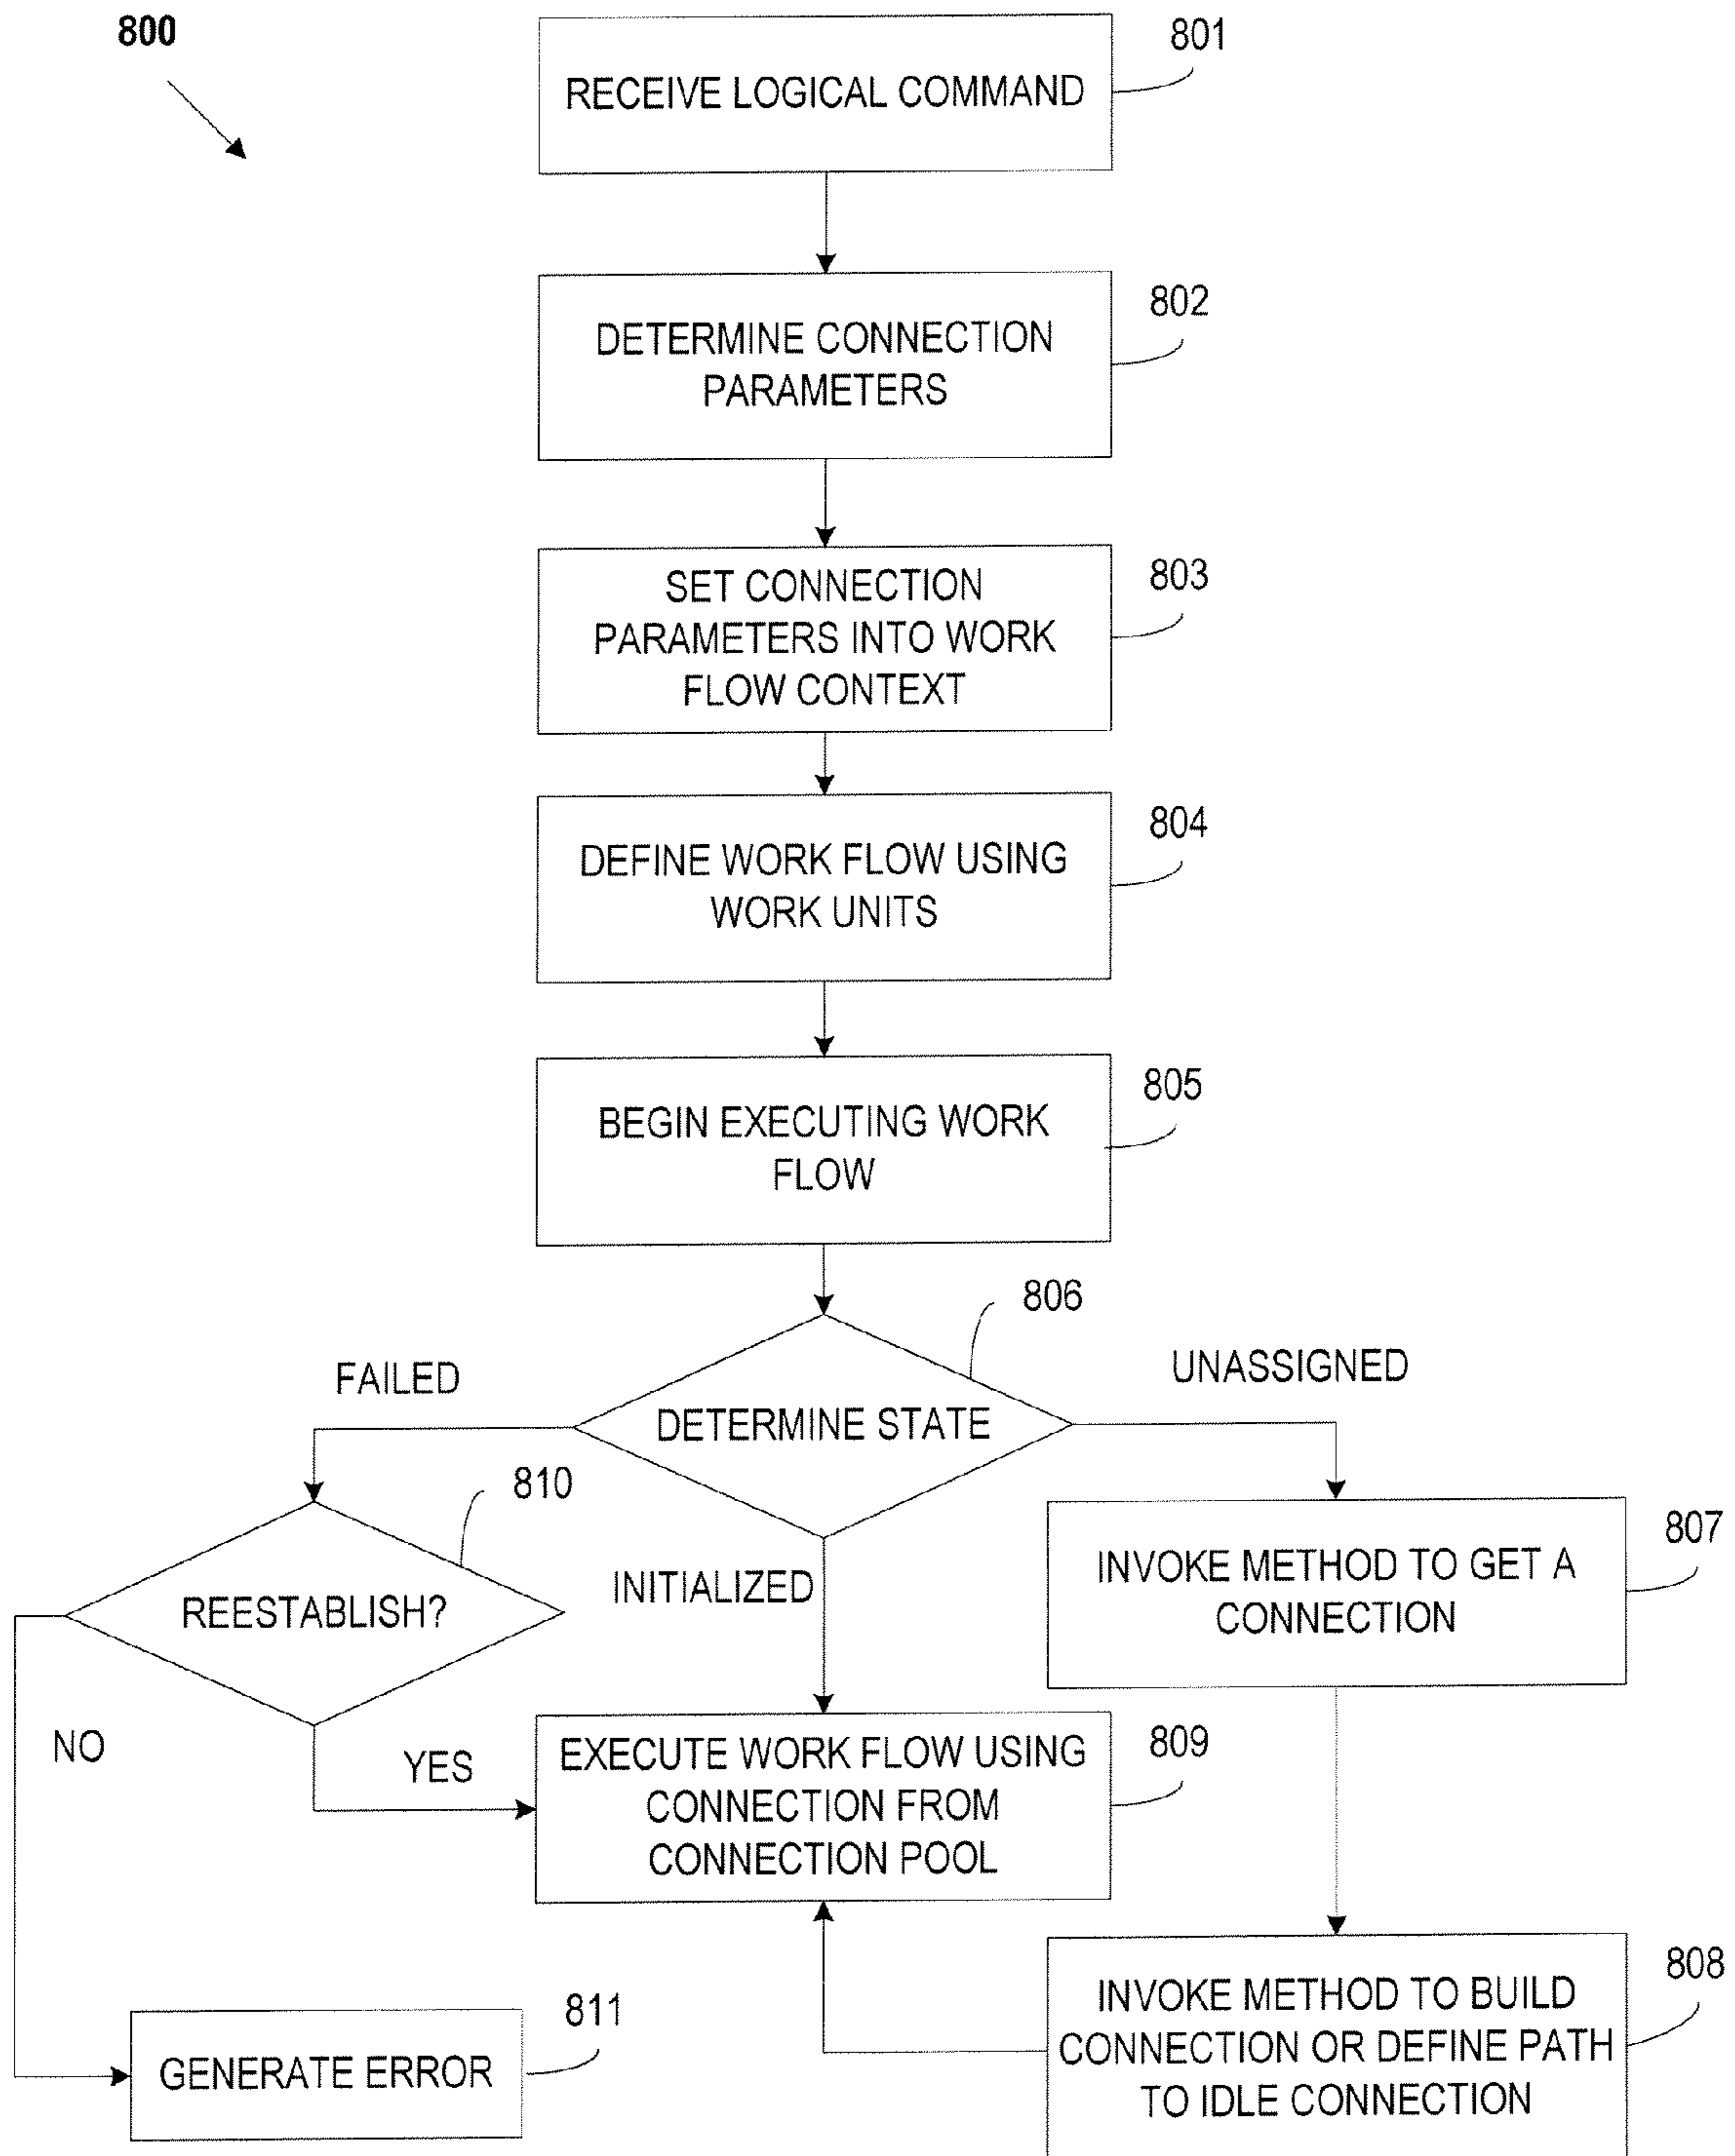 800
801
RECEIVE LOGICAL COMMAND
802
DETERMINE CONNECTION
PARAMETERS
803
SET CONNECTION
PARAMETERS INTO WORK
FLOW CONTEXT
804
DEFINE WORK FLOW USING
WORK UNITS
805
BEGIN EXECUTING WORK
FLOW
806
FAILED
UNASSIGNED
DETERMINE STATE
810
807
INVOKE METHOD TO GET A
CONNECTION
INITIALIZED
REESTABLISH?
NO
YES
809
EXECUTE WORK FLOW USING
CONNECTION FROM
CONNECTION POOL
808
INVOKE METHOD TO BUILD
CONNECTION OR DEFINE PATH
TO IDLE CONNECTION
811
GENERATE ERROR